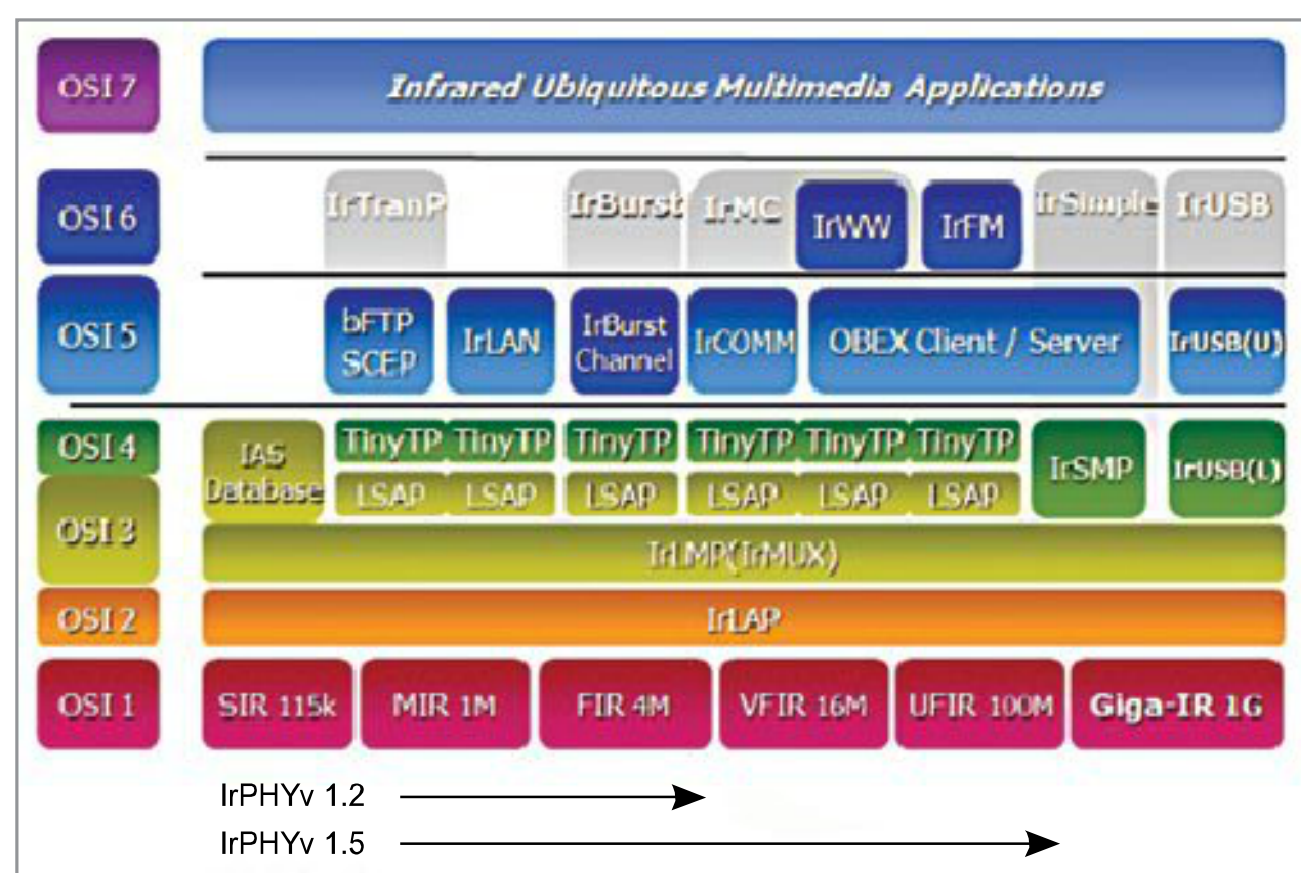 OSI 7
Infrared Ubiquitous Multimedia Applications
OSI 6
IrTranP
IrBurst
IrMC
IrWW
IrFM
IrSimple
IrUSB
OSI 5
bFTP
SCEP
IrLAN
IrBurst
Channel
IrCOMM
OBEX Client / Server
IrUSB(U)
OSI 4
IAS
Database
TinyTP
TinyTP
TinyTP
TinyTP
TinyTP
TinyTP
IrSMP
IrUSB(L)
LSAP
LSAP
LSAP
LSAP
LSAP
LSAP
OSI 3
IrLMP(IrMUX)
OSI 2
IrLAP
OSI 1
SIR 115k
MIR 1M
FIR 4M
VFIR 16M
UFIR 100M
Giga-IR 1G
IrPHYv 1.2
IrPHYv 1.5